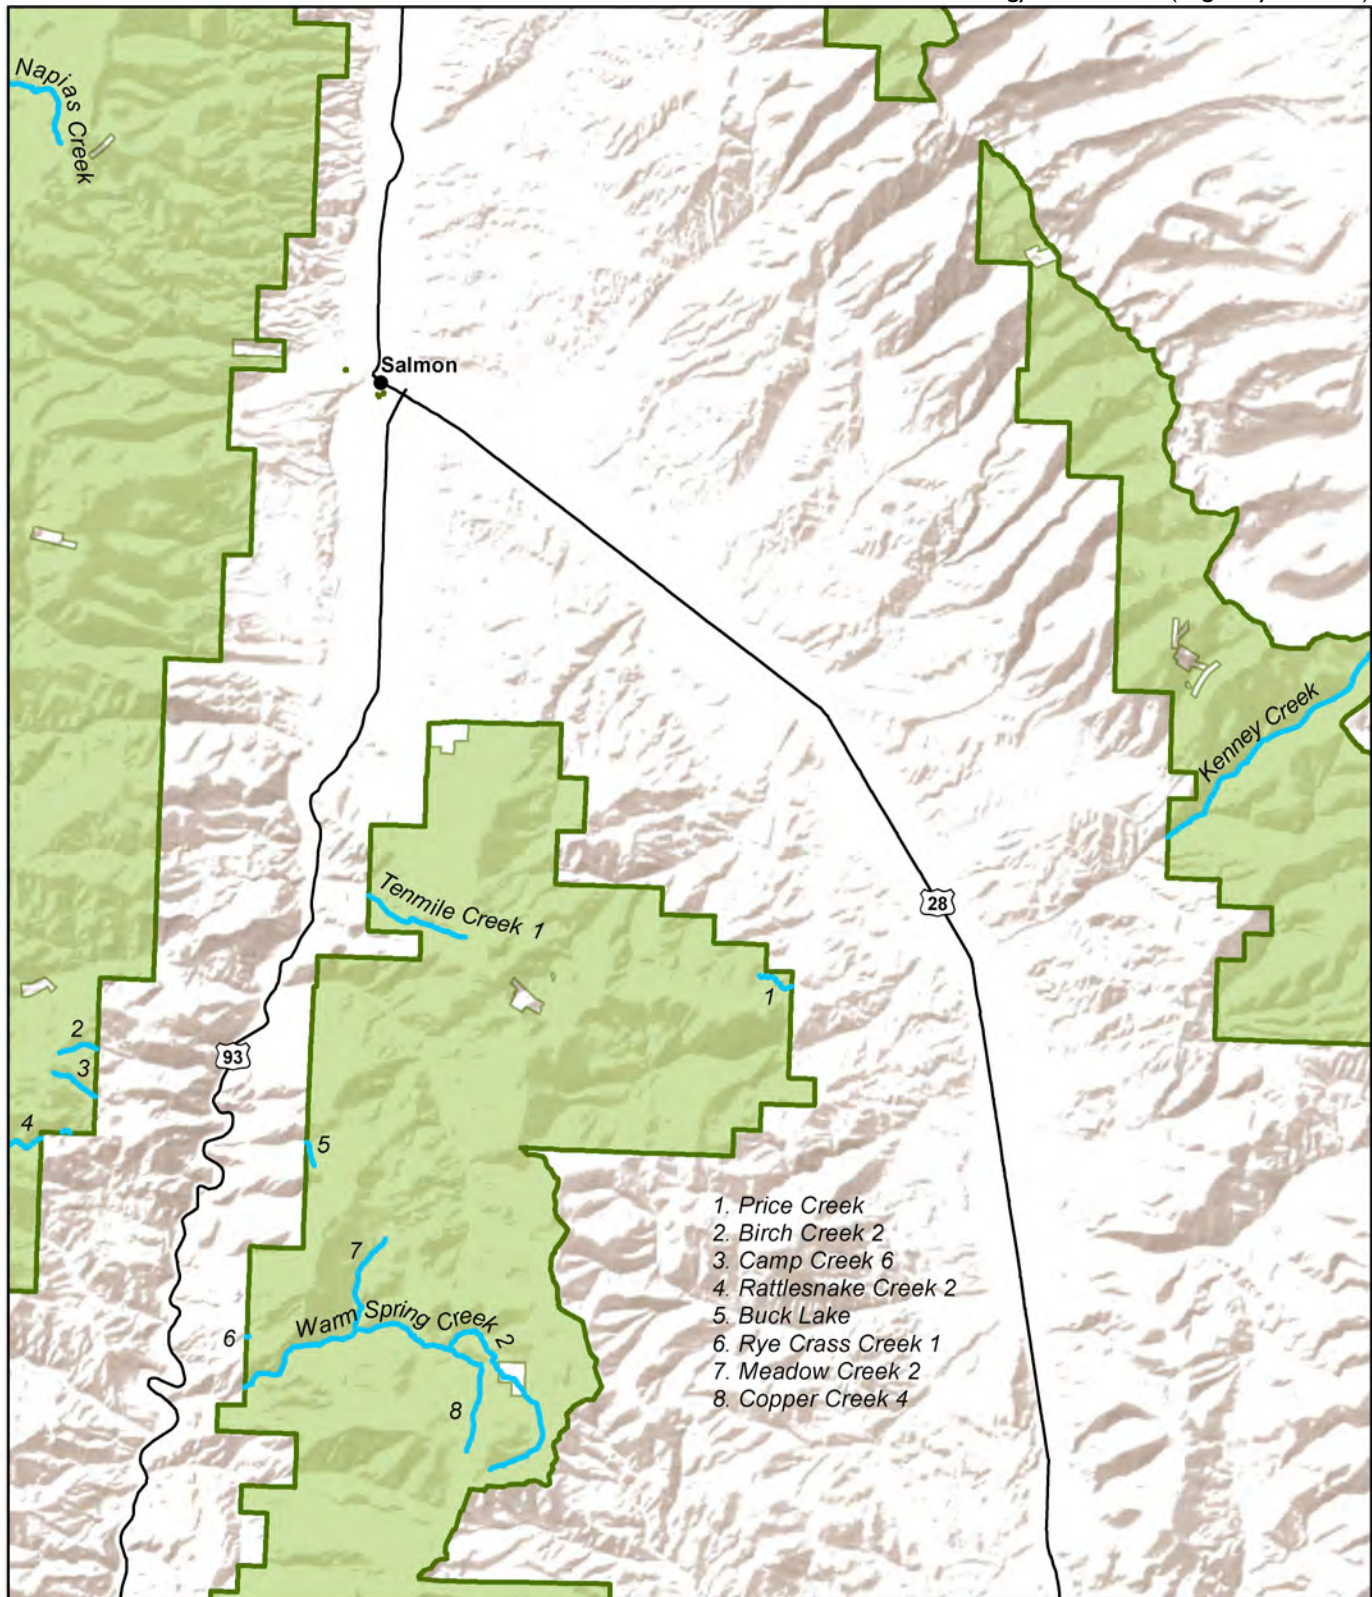 Napias Creek
Salmon
Kenney Creek
28
Tenmile Creek 1
1
2
93
3
4
5
1. Price Creek
2. Birch Creek 2
3. Camp Creek 6
4. Rattlesnake Creek 2
5. Buck Lake
6. Rye Crass Creek 1
7. Meadow Creek 2
8. Copper Creek 4
7
Warm Spring Creek 2
6
8